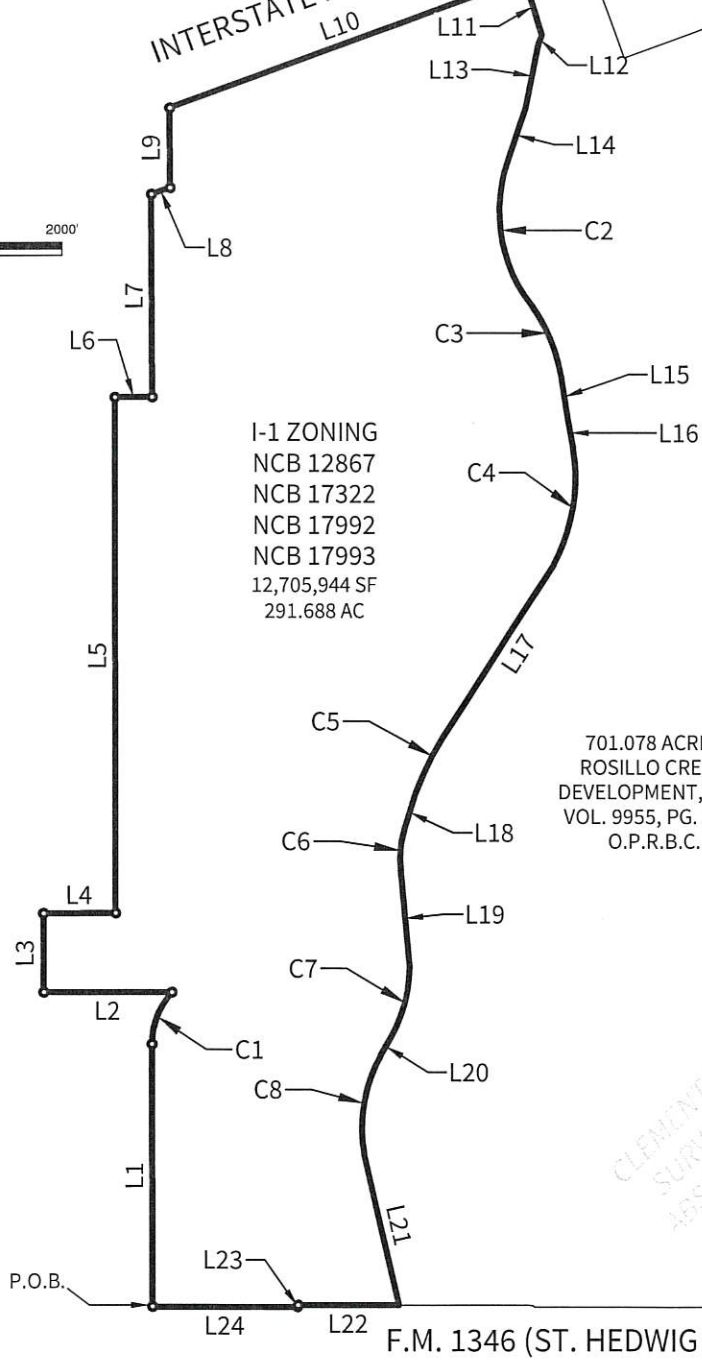 INTERSTATE
L10
L11
L12
L13
L9
L14
2000'
L8
C2
L7
C3
L6
L15
L16
I-1 ZONING
NCB 12867
NCB 17322
NCB 17992
NCB 17993
12,705,944 SF
291.688 AC
C4
L5
L17
C5
701.078 ACR
ROSILLO CRE
DEVELOPMENT,
VOL. 9955, PG.
O.P.R.B.C.
L18
C6
L4
L19
L3
C7
L2
C1
L20
C8
CLEMENT
SURV
ABS
L1
L21
P.O.B.
L23
L24
L22
F.M. 1346 (ST. HEDWIG